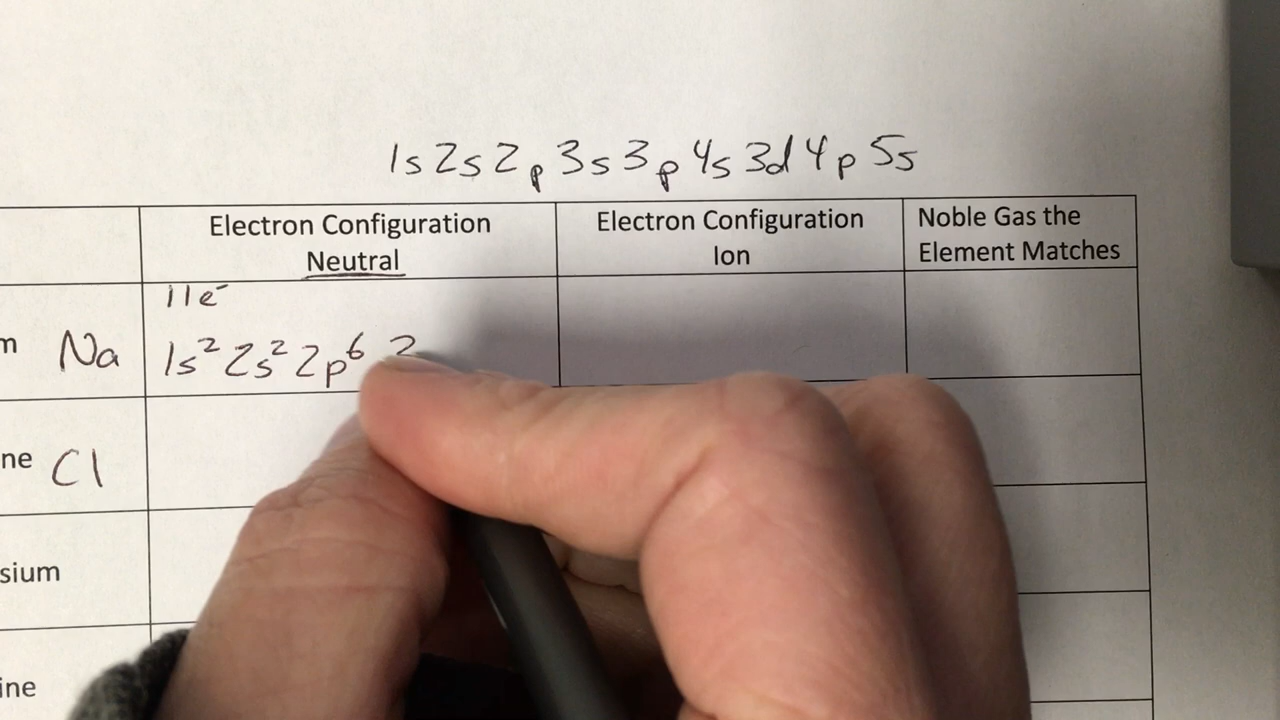 1s 2s 2p 3s 3p 4s 3d 4p 5s
Electron Configuration
Neutral
Electron Configuration
Ion
Noble Gas the
Element Matches
11e⁻
m Na 1s² 2s² 2p⁶ 3
ne Cl
sium
ine